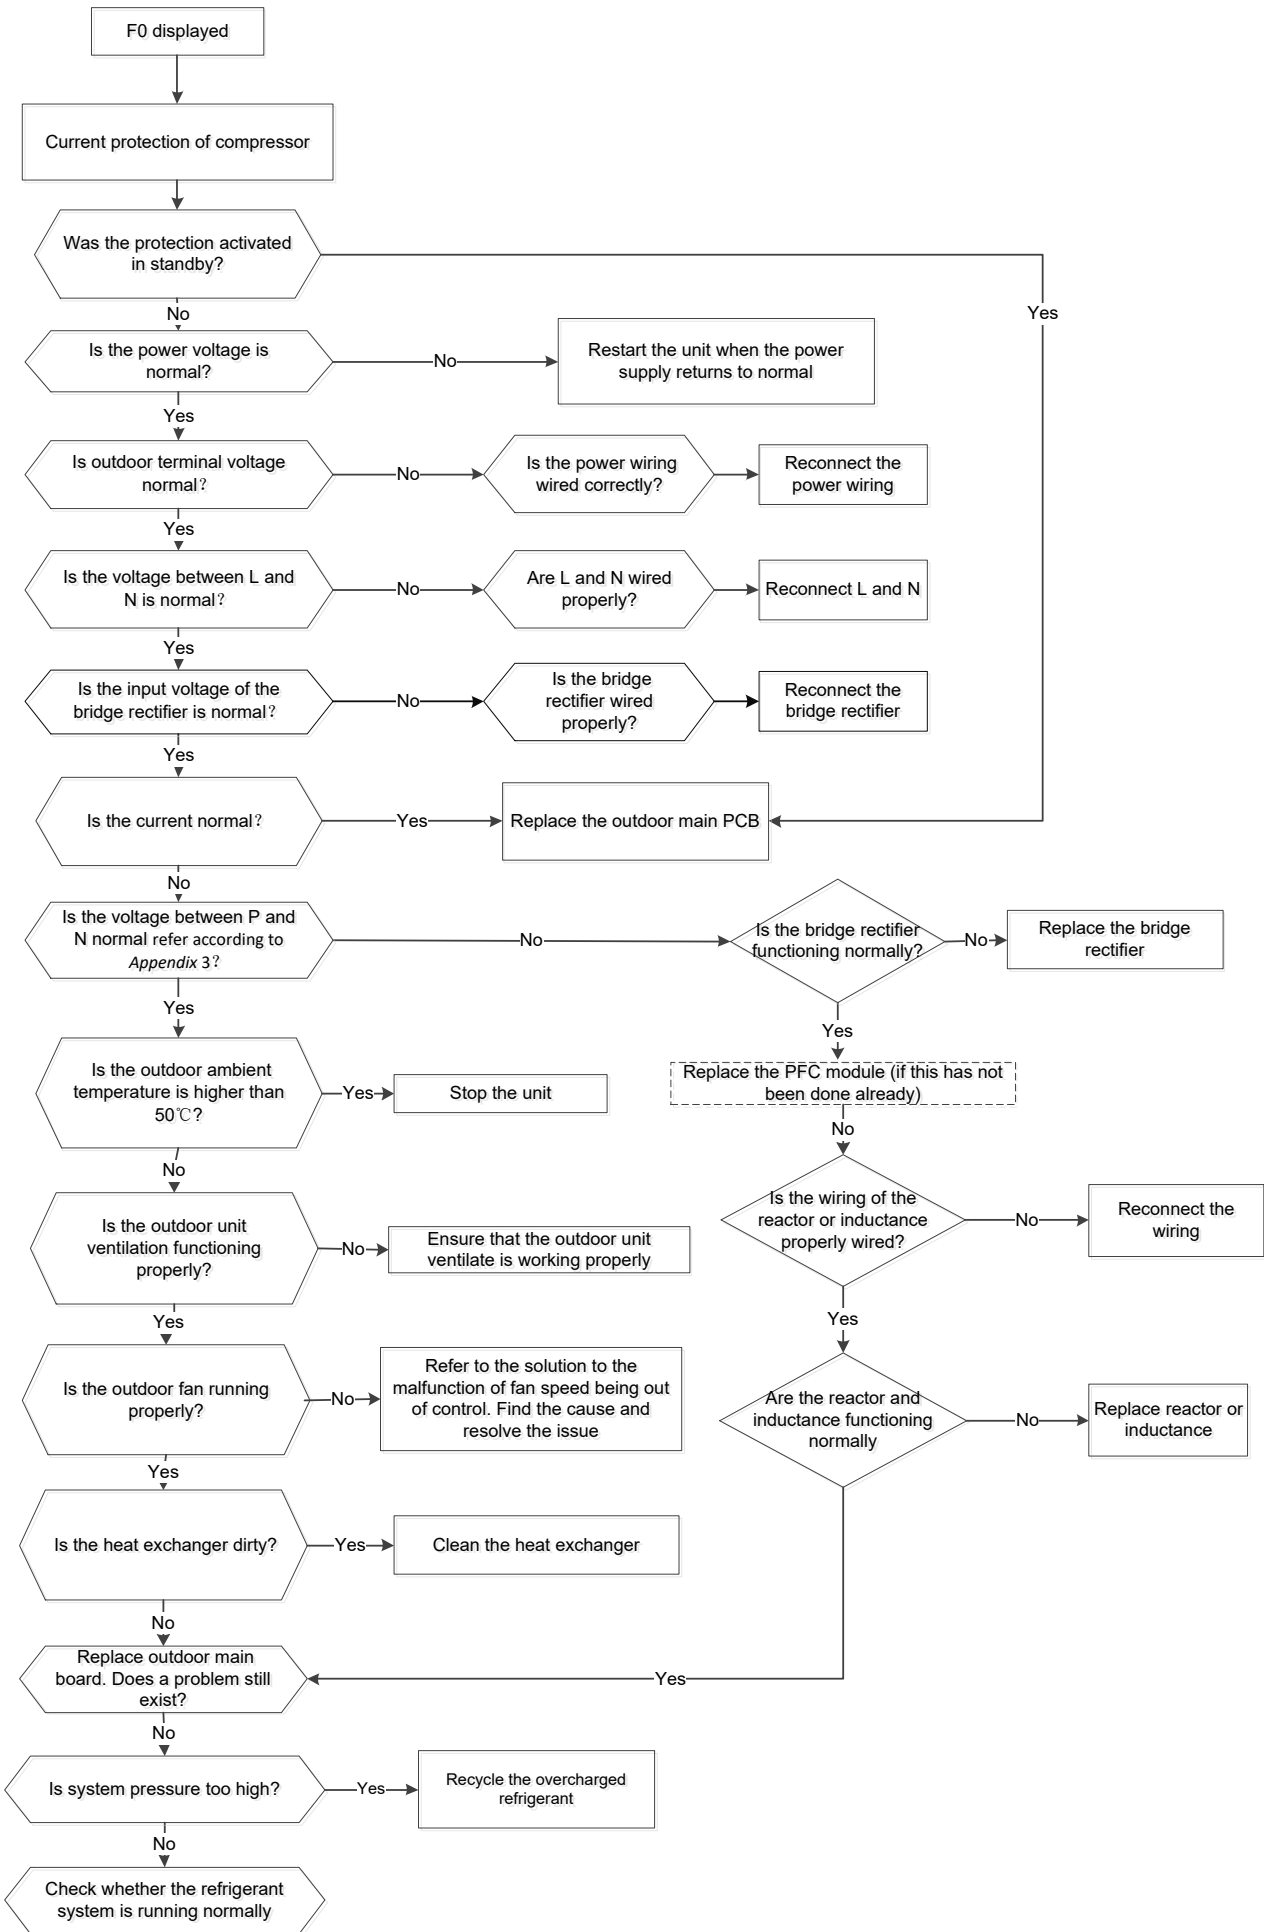 F0 displayed
Current protection of compressor
Was the protection activated
in standby?
Yes
No
Is the power voltage is
normal?
No
Restart the unit when the power
supply returns to normal
Yes
Is outdoor terminal voltage
normal?
No
Is the power wiring
wired correctly?
Reconnect the
power wiring
Yes
Is the voltage between L and
N is normal?
No
Are L and N wired
properly?
Reconnect L and N
Yes
Is the input voltage of the
bridge rectifier is normal?
No
Is the bridge
rectifier wired
properly?
Reconnect the
bridge rectifier
Yes
Is the current normal?
Yes
Replace the outdoor main PCB
No
Is the voltage between P and
N normal refer according to
Appendix 3?
No
Is the bridge rectifier
functioning normally?
No
Replace the bridge
rectifier
Yes
Yes
Replace the PFC module (if this has not
been done already)
Is the outdoor ambient
temperature is higher than
50℃?
Yes
Stop the unit
No
No
Is the wiring of the
reactor or inductance
properly wired?
No
Reconnect the
wiring
Is the outdoor unit
ventilation functioning
properly?
No
Ensure that the outdoor unit
ventilate is working properly
Yes
Yes
Is the outdoor fan running
properly?
No
Refer to the solution to the
malfunction of fan speed being out
of control. Find the cause and
resolve the issue
Are the reactor and
inductance functioning
normally
No
Replace reactor or
inductance
Yes
Is the heat exchanger dirty?
Yes
Clean the heat exchanger
No
Replace outdoor main
board. Does a problem still
exist?
Yes
No
Is system pressure too high?
Yes
Recycle the overcharged
refrigerant
No
Check whether the refrigerant
system is running normally